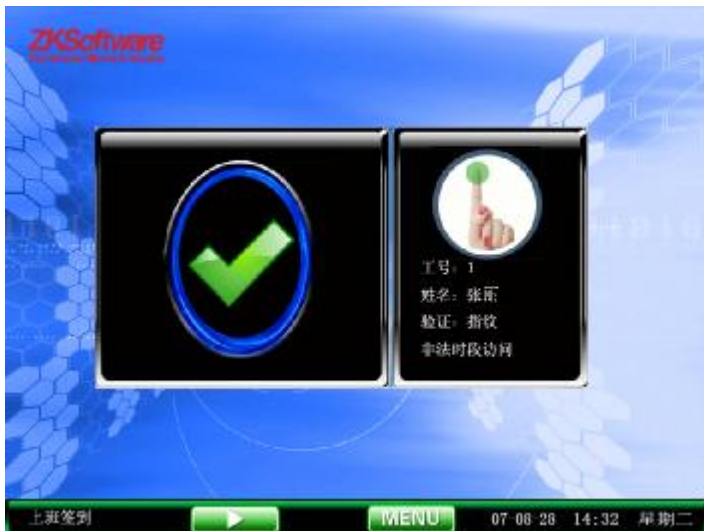 ZKSoftware
工号：1
姓名：张丽
验证：指纹
非法时段访问
上班签到
MENU
07-08-28 14:32 星期二